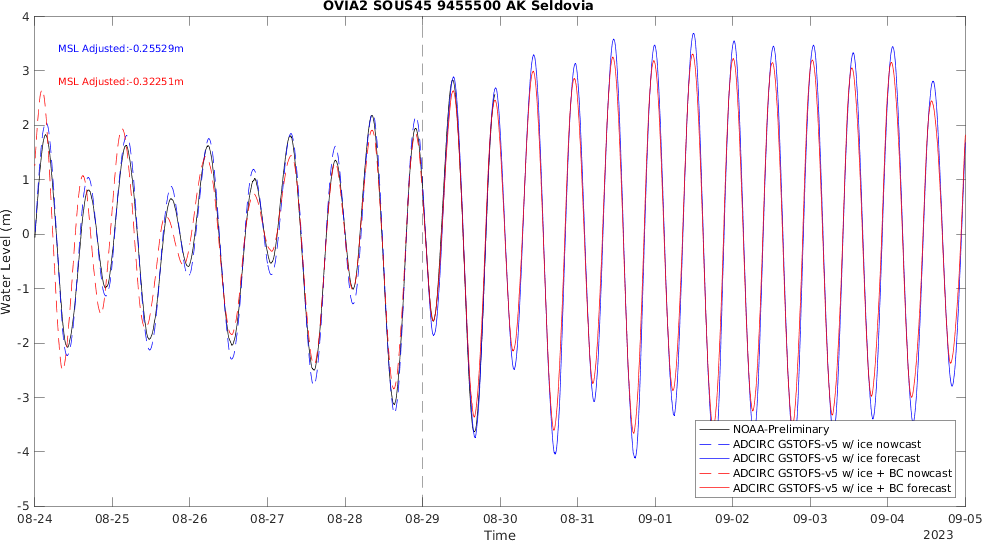 OVIA2 SOUS45 9455500 AK Seldovia
4
3
2
1
0
-1
-2
-3
-4
-5
Water Level (m)
MSL Adjusted:-0.25529m
MSL Adjusted:-0.32251m
NOAA-Preliminary
ADCIRC GSTOFS-v5 w/ ice nowcast
ADCIRC GSTOFS-v5 w/ ice forecast
ADCIRC GSTOFS-v5 w/ ice + BC nowcast
ADCIRC GSTOFS-v5 w/ ice + BC forecast
08-24 08-25 08-26 08-27 08-28 08-29 08-30 08-31 09-01 09-02 09-03 09-04 09-05
Time
2023